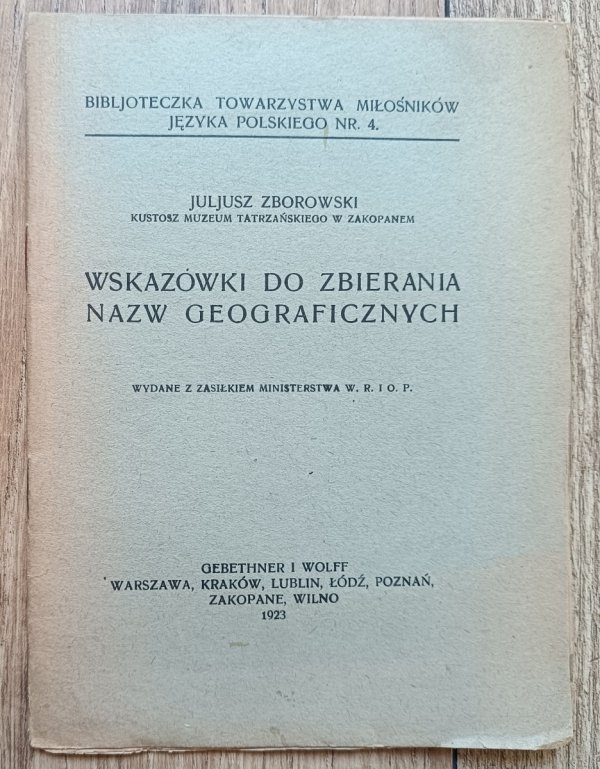 BIBLJOTECZKA TOWARZYSTWA MIŁOŚNIKÓW
JĘZYKA POLSKIEGO NR. 4.
JULJUSZ ZBOROWSKI
KUSTOSZ MUZEUM TATRZAŃSKIEGO W ZAKOPANEM
WSKAZÓWKI DO ZBIERANIA
NAZW GEOGRAFICZNYCH
WYDANE Z ZASIŁKIEM MINISTERSTWA W. R. I O. P.
GEBETHNER I WOLFF
WARSZAWA, KRAKÓW, LUBLIN, ŁÓDŹ, POZNAŃ,
ZAKOPANE, WILNO
1923